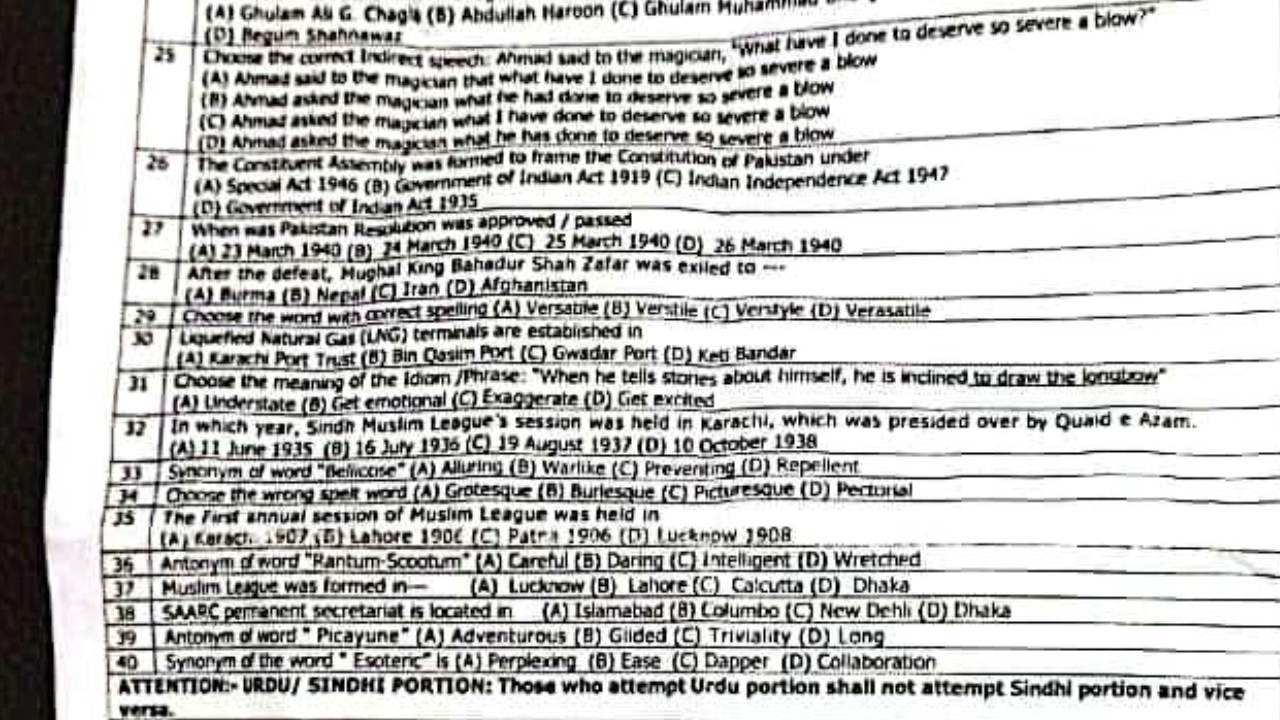 (A) Ghulam Ali G. Chagla (B) Abdullah Haroon (C) Ghulam Muhammad
(D) Begum Shahnawaz
25 Choose the correct Indirect speech: Ahmad said to the magician, "What have I done to deserve so severe a blow?"
(A) Ahmad said to the magician that what have I done to deserve so severe a blow
(B) Ahmad asked the magician what he had done to deserve so severe a blow
(C) Ahmad asked the magician what I have done to deserve so severe a blow
(D) Ahmad asked the magician what he has done to deserve so severe a blow
26 The Constituent Assembly was formed to frame the Constitution of Pakistan under
(A) Special Act 1946 (B) Government of Indian Act 1919 (C) Indian Independence Act 1947
(D) Government of Indian Act 1935
27 When was Pakistan Resolution was approved / passed
(A) 23 March 1940 (B) 24 March 1940 (C) 25 March 1940 (D) 26 March 1940
28 After the defeat, Mughal King Bahadur Shah Zafar was exiled to ---
(A) Burma (B) Nepal (C) Iran (D) Afghanistan
29 Choose the word with correct spelling (A) Versatile (B) Verstile (C) Verstyle (D) Verasatile
30 Liquefied Natural Gas (LNG) terminals are established in
(A) Karachi Port Trust (B) Bin Qasim Port (C) Gwadar Port (D) Keti Bandar
31 Choose the meaning of the Idiom /Phrase: "When he tells stories about himself, he is inclined to draw the longbow"
(A) Understate (B) Get emotional (C) Exaggerate (D) Get excited
32 In which year, Sindh Muslim League's session was held in Karachi, which was presided over by Quaid e Azam.
(A) 11 June 1935 (B) 16 July 1936 (C) 19 August 1937 (D) 10 October 1938
33 Synonym of word "Bellicose" (A) Alluring (B) Warlike (C) Preventing (D) Repellent
34 Choose the wrong spelt word (A) Grotesque (B) Burlesque (C) Picturesque (D) Pectorial
35 The First annual session of Muslim League was held in
(A) Karachi 1907 (B) Lahore 1906 (C) Patna 1906 (D) Lucknow 1908
36 Antonym of word "Rantum-Scootum" (A) Careful (B) Daring (C) Intelligent (D) Wretched
37 Muslim League was formed in--- (A) Lucknow (B) Lahore (C) Calcutta (D) Dhaka
38 SAARC permanent secretariat is located in (A) Islamabad (B) Columbo (C) New Dehli (D) Dhaka
39 Antonym of word " Picayune" (A) Adventurous (B) Gilded (C) Triviality (D) Long
40 Synonym of the word " Esoteric" is (A) Perplexing (B) Ease (C) Dapper (D) Collaboration
ATTENTION:- URDU/ SINDHI PORTION: Those who attempt Urdu portion shall not attempt Sindhi portion and vice
versa.